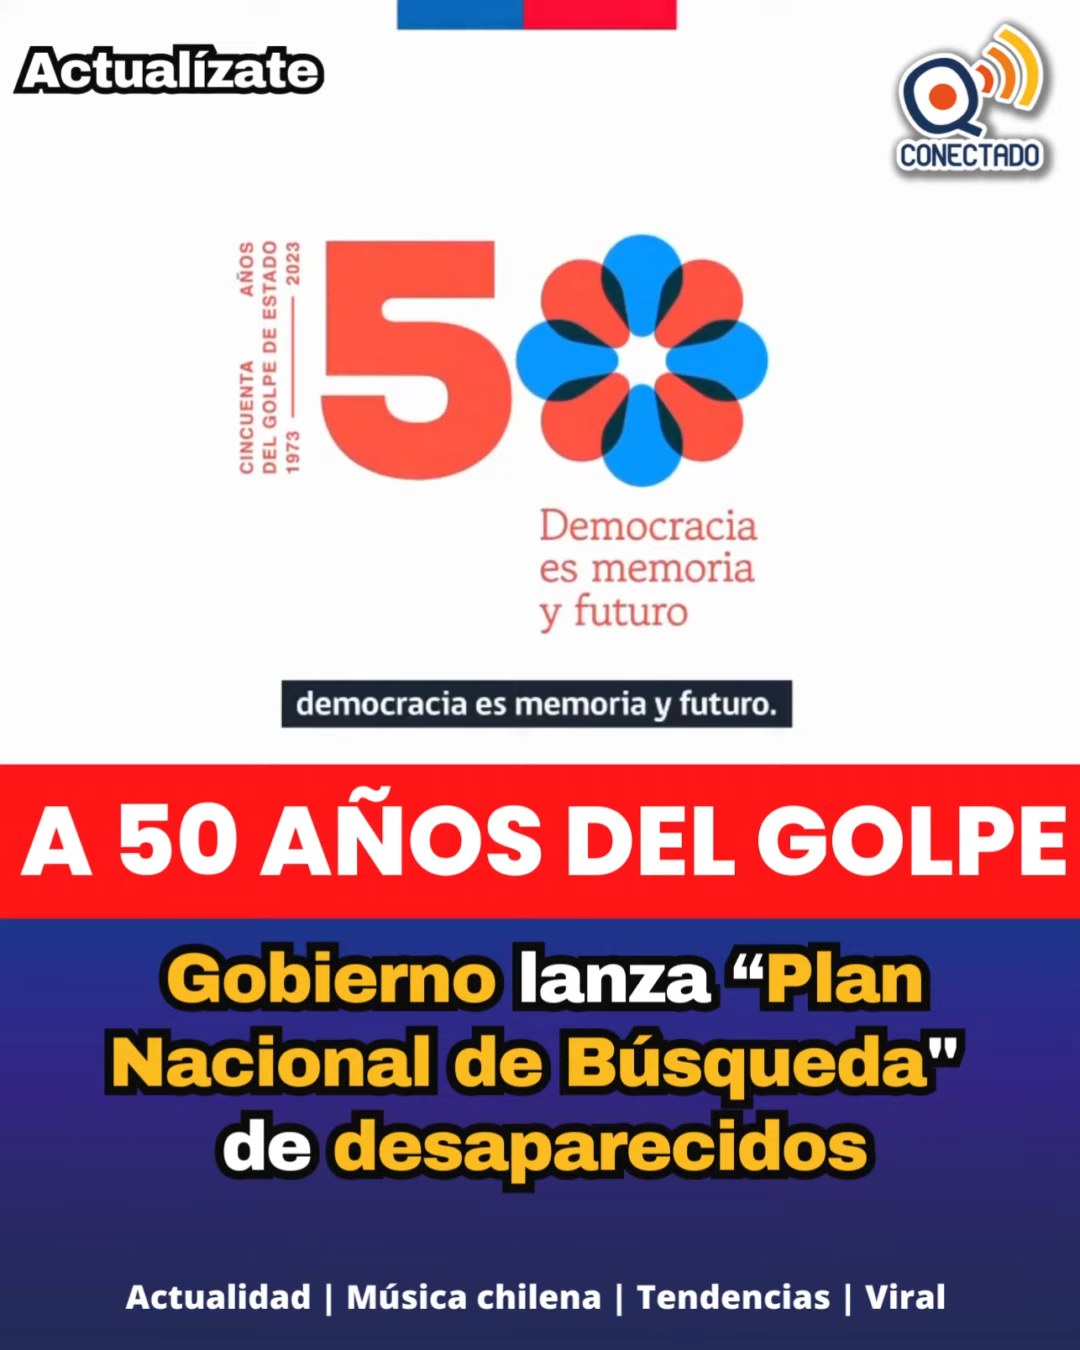 Actualízate
CONECTADO
CINCUENTA AÑOS
DEL GOLPE DE ESTADO
1973 — 2023
50
Democracia
es memoria
y futuro
democracia es memoria y futuro.
A 50 AÑOS DEL GOLPE
Gobierno lanza “Plan
Nacional de Búsqueda"
de desaparecidos
Actualidad | Música chilena | Tendencias | Viral